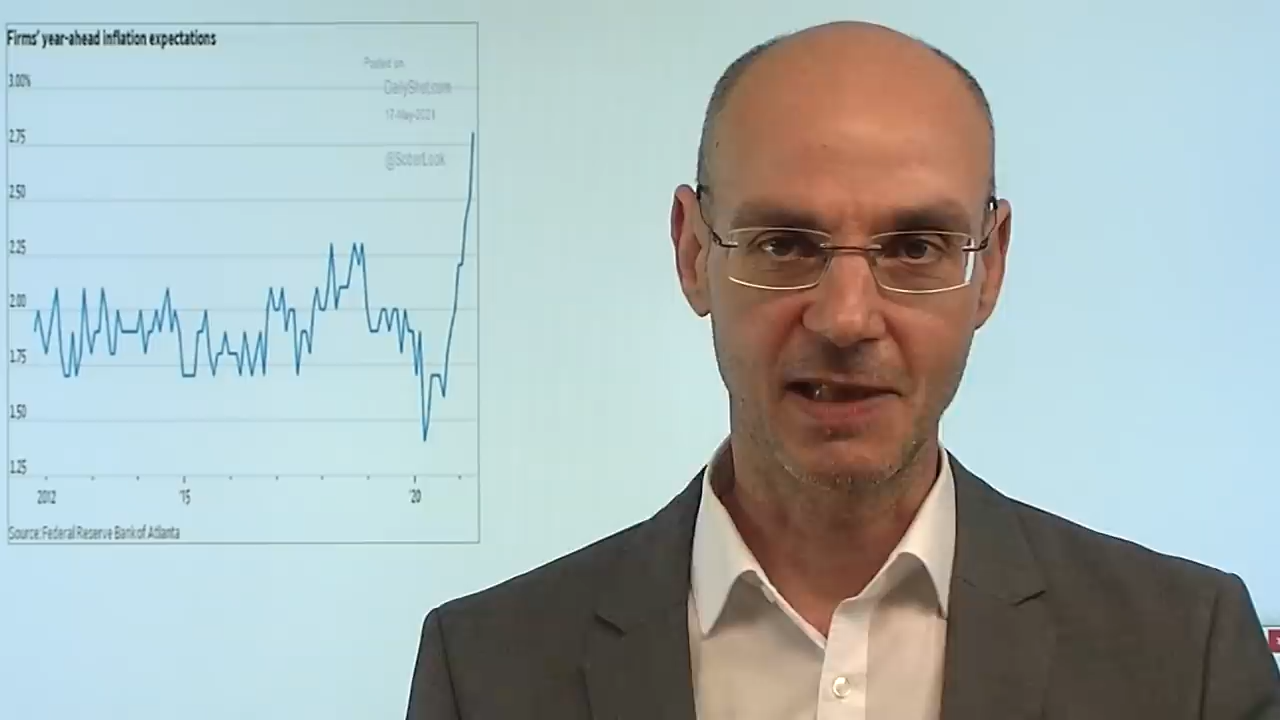 Firms' year-ahead inflation expectations
Posted on
DailyShot.com
17-May-2021
@SoberLook
3.00%
2.75
2.50
2.25
2.00
1.75
1.50
1.25
2012 '15 '20
Source: Federal Reserve Bank of Atlanta